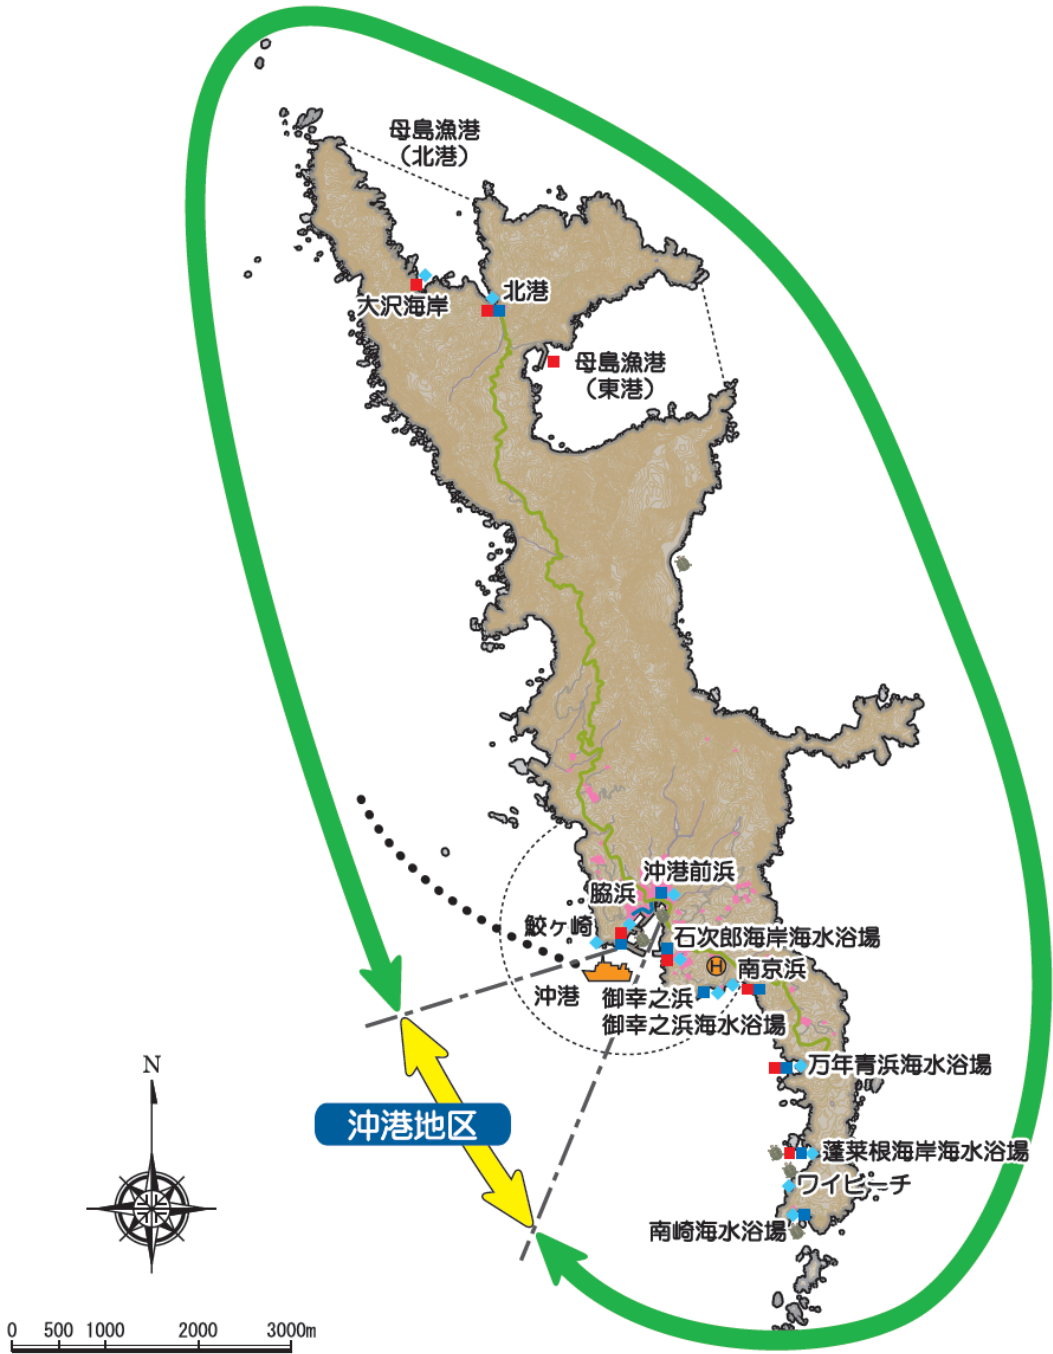 母島漁港
（北港）
大沢海岸
北港
母島漁港
（東港）
沖港前浜
脇浜
鮫ヶ崎
石次郎海岸海水浴場
H
南京浜
沖港
御幸之浜
御幸之浜海水浴場
万年青浜海水浴場
沖港地区
蓬莱根海岸海水浴場
ワイビーチ
南崎海水浴場
N
0 500 1000 2000 3000m